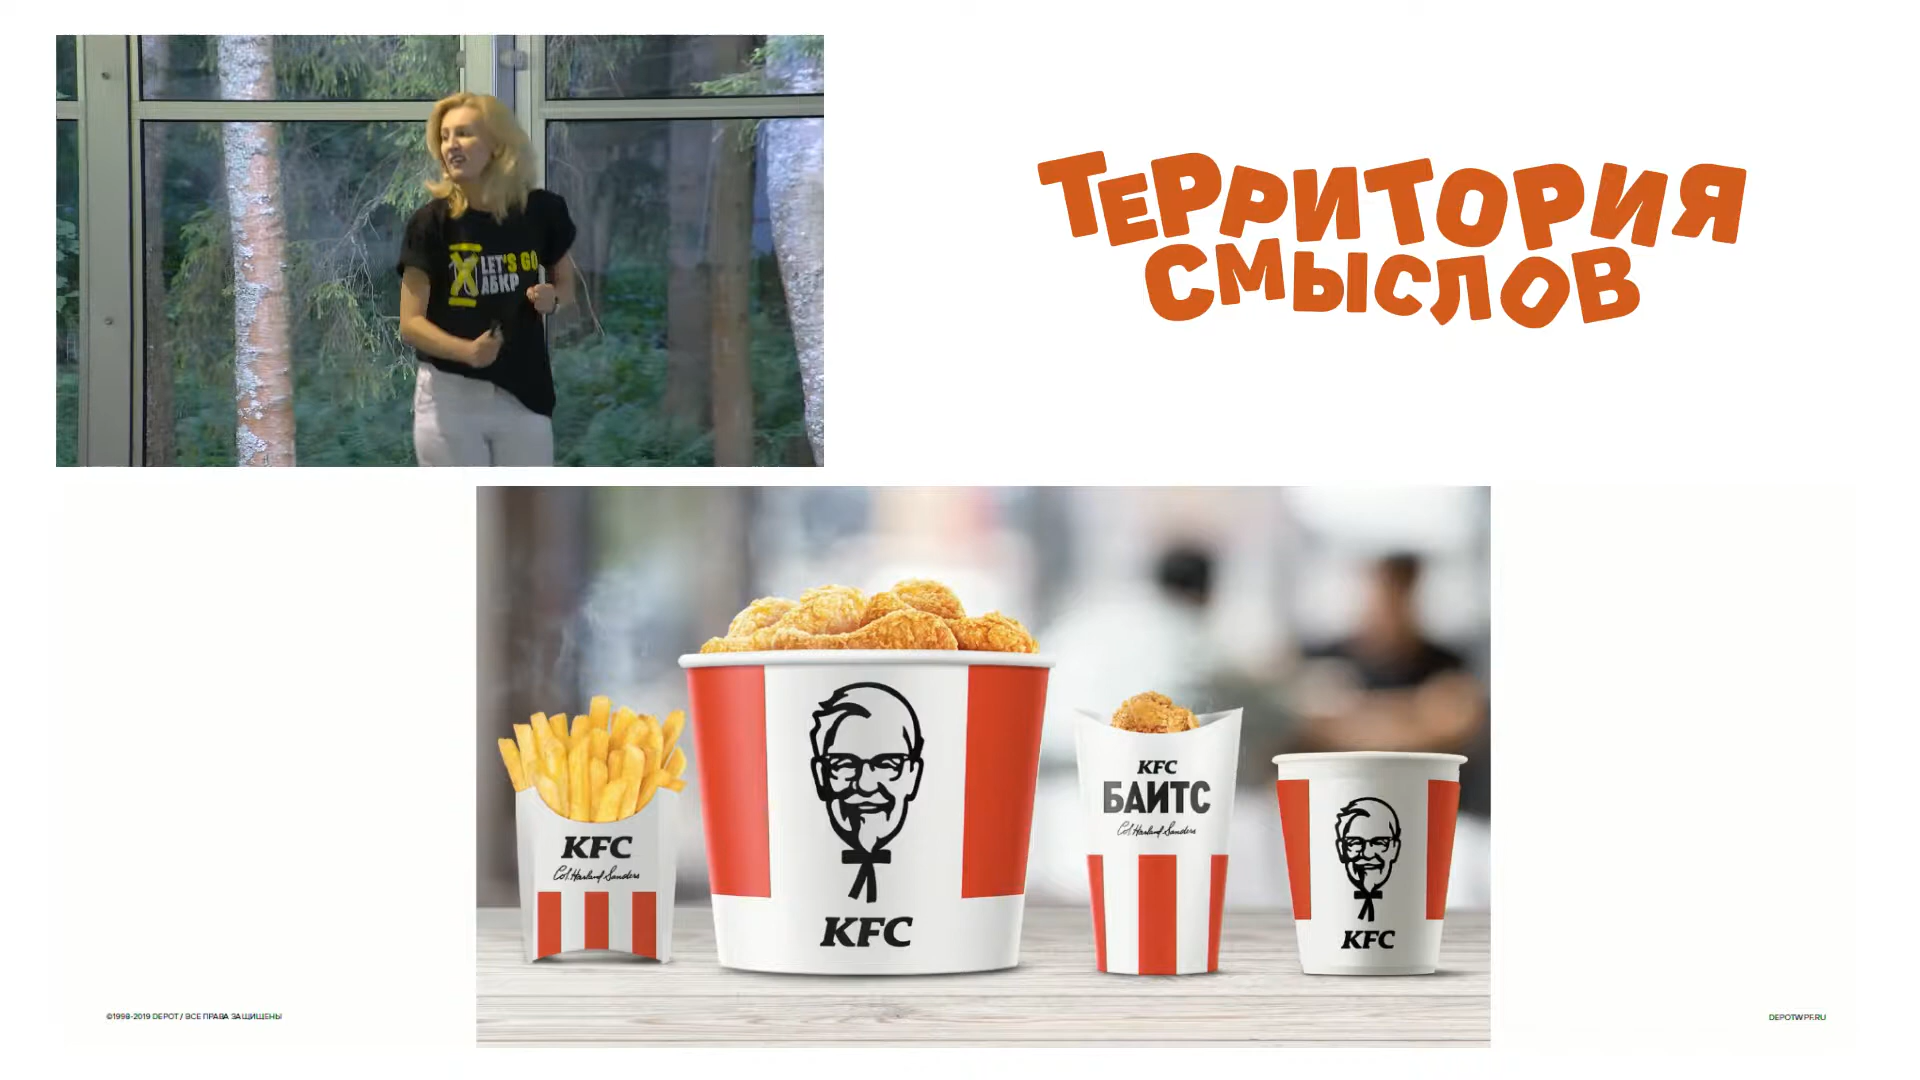 LET'S GO
АБКР
ТЕРРИТОРИЯ
СМЫСЛОВ
KFC
Col. Harland Sanders
KFC
KFC
БАЙТС
Col. Harland Sanders
KFC
©1998-2019 DEPOT / ВСЕ ПРАВА ЗАЩИЩЕНЫ
DEPOTWPF.RU